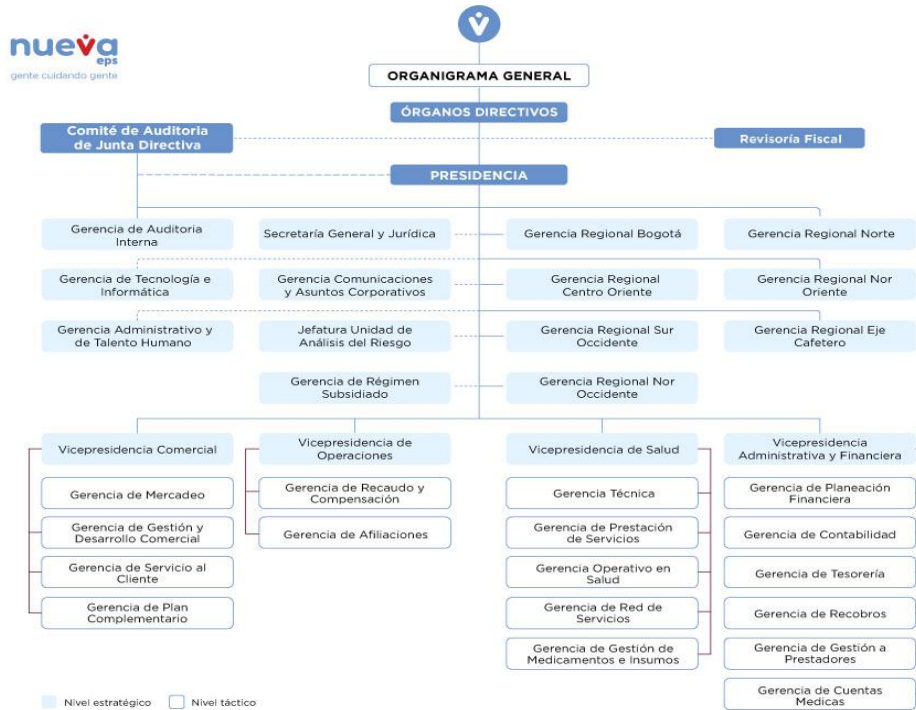 nueva
eps
gente cuidando gente
ORGANIGRAMA GENERAL
ÓRGANOS DIRECTIVOS
Comité de Auditoria
de Junta Directiva
Revisoría Fiscal
PRESIDENCIA
Gerencia de Auditoria
Interna
Secretaría General y Jurídica
Gerencia Regional Bogotá
Gerencia Regional Norte
Gerencia de Tecnología e
Informática
Gerencia Comunicaciones
y Asuntos Corporativos
Gerencia Regional
Centro Oriente
Gerencia Regional Nor
Oriente
Gerencia Administrativo y
de Talento Humano
Jefatura Unidad de
Análisis del Riesgo
Gerencia Regional Sur
Occidente
Gerencia Regional Eje
Cafetero
Gerencia de Régimen
Subsidiado
Gerencia Regional Nor
Occidente
Vicepresidencia Comercial
Gerencia de Mercadeo
Gerencia de Gestión y
Desarrollo Comercial
Gerencia de Servicio al
Cliente
Gerencia de Plan
Complementario
Vicepresidencia de
Operaciones
Gerencia de Recaudo y
Compensación
Gerencia de Afiliaciones
Vicepresidencia de Salud
Gerencia Técnica
Gerencia de Prestación
de Servicios
Gerencia Operativo en
Salud
Gerencia de Red de
Servicios
Gerencia de Gestión de
Medicamentos e Insumos
Vicepresidencia
Administrativa y Financiera
Gerencia de Planeación
Financiera
Gerencia de Contabilidad
Gerencia de Tesorería
Gerencia de Recobros
Gerencia de Gestión a
Prestadores
Gerencia de Cuentas
Medicas
Nivel estratégico
Nivel táctico